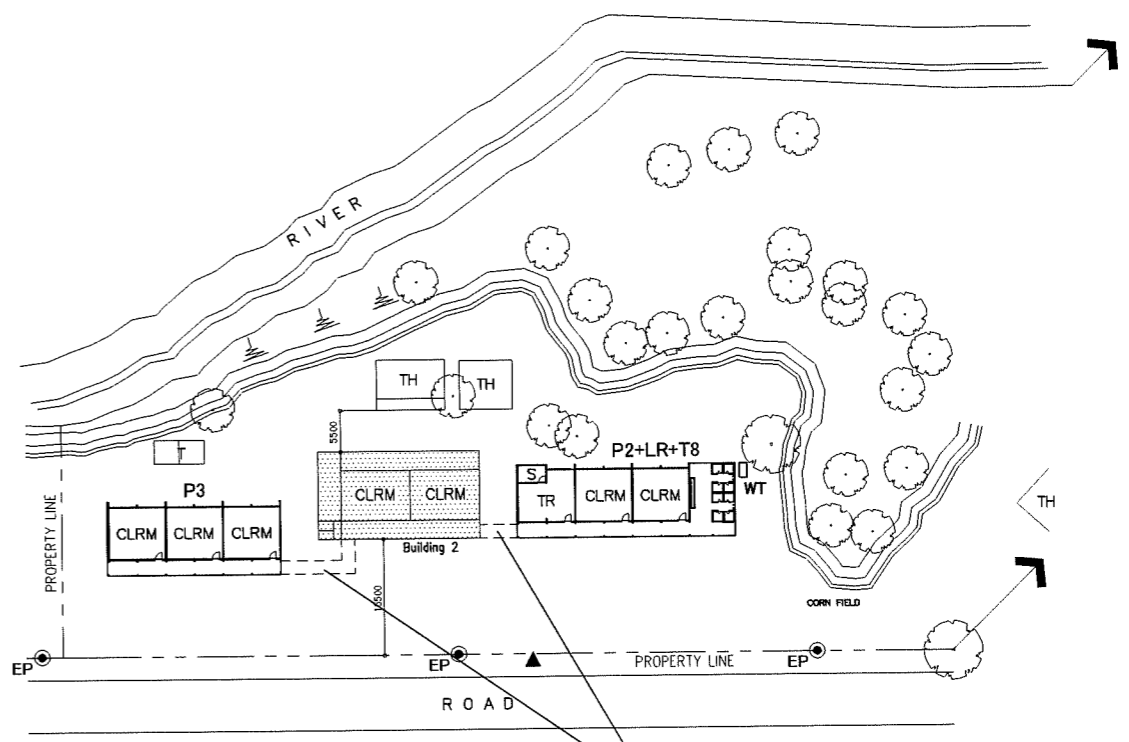 RIVER
TH
TH
5500
T
P3
PROPERTY LINE
CLRM
CLRM
CLRM
CLRM
CLRM
Building 2
P2+LR+T8
S
TR
CLRM
CLRM
WT
TH
CORN FIELD
EP
EP
EP
PROPERTY LINE
ROAD